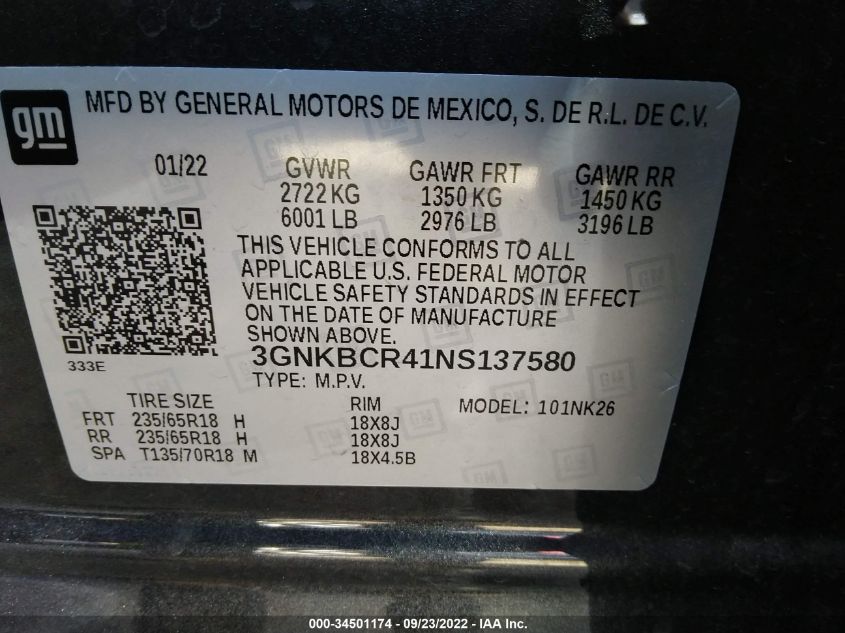 gm
MFD BY GENERAL MOTORS DE MEXICO, S. DE R.L. DE C.V.
01/22 GVWR GAWR FRT GAWR RR
2722 KG 1350 KG 1450 KG
6001 LB 2976 LB 3196 LB
THIS VEHICLE CONFORMS TO ALL
APPLICABLE U.S. FEDERAL MOTOR
VEHICLE SAFETY STANDARDS IN EFFECT
ON THE DATE OF MANUFACTURE
SHOWN ABOVE.
333E
3GNKBCR41NS137580
TYPE: M.P.V.
TIRE SIZE RIM MODEL: 101NK26
FRT 235/65R18 H 18X8J
RR 235/65R18 H 18X8J
SPA T135/70R18 M 18X4.5B
000-34501174 - 09/23/2022 - IAA Inc.